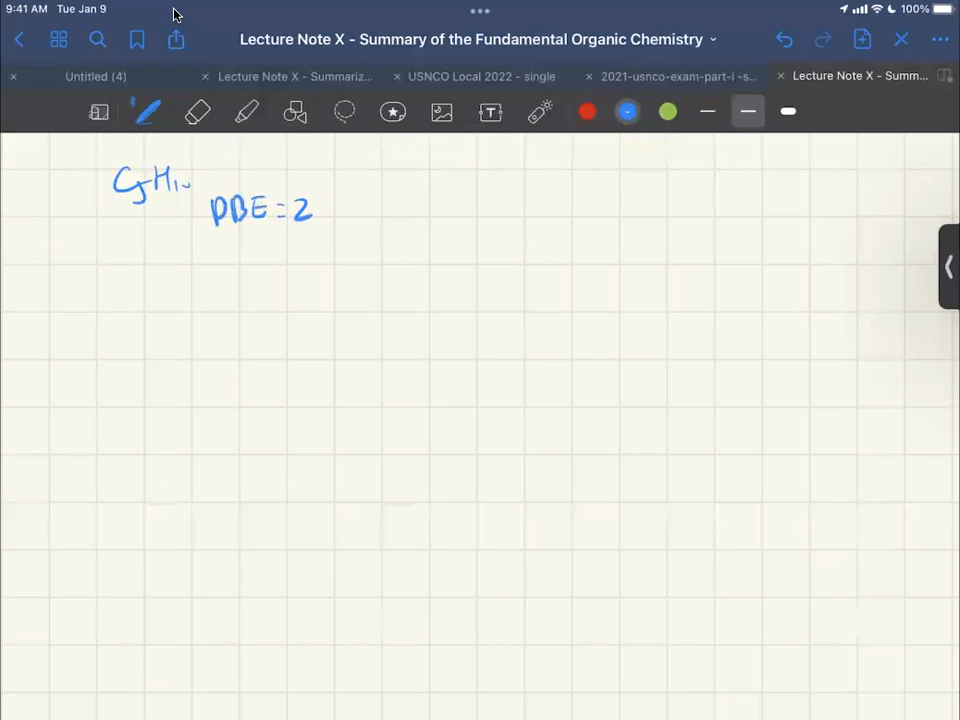 9:41 AM Tue Jan 9
100%
Lecture Note X - Summary of the Fundamental Organic Chemistry
Untitled (4)
Lecture Note X - Summariz...
USNCO Local 2022 - single
2021-usnco-exam-part-i -s...
Lecture Note X - Summ...
T
DBE = 2